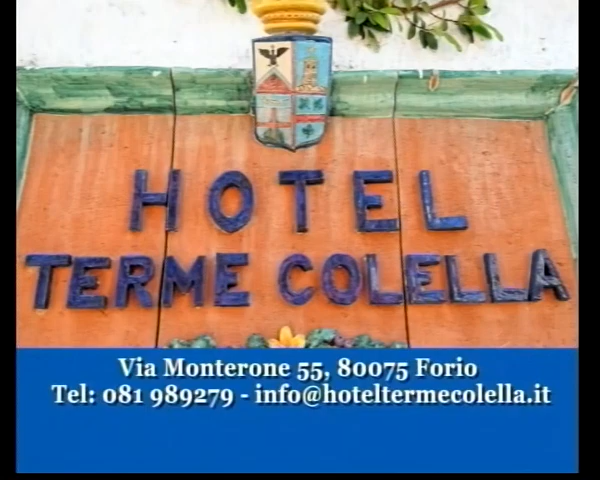 HOTEL
TERME COLELLA
Via Monterone 55, 80075 Forio
Tel: 081 989279 - info@hoteltermecolella.it